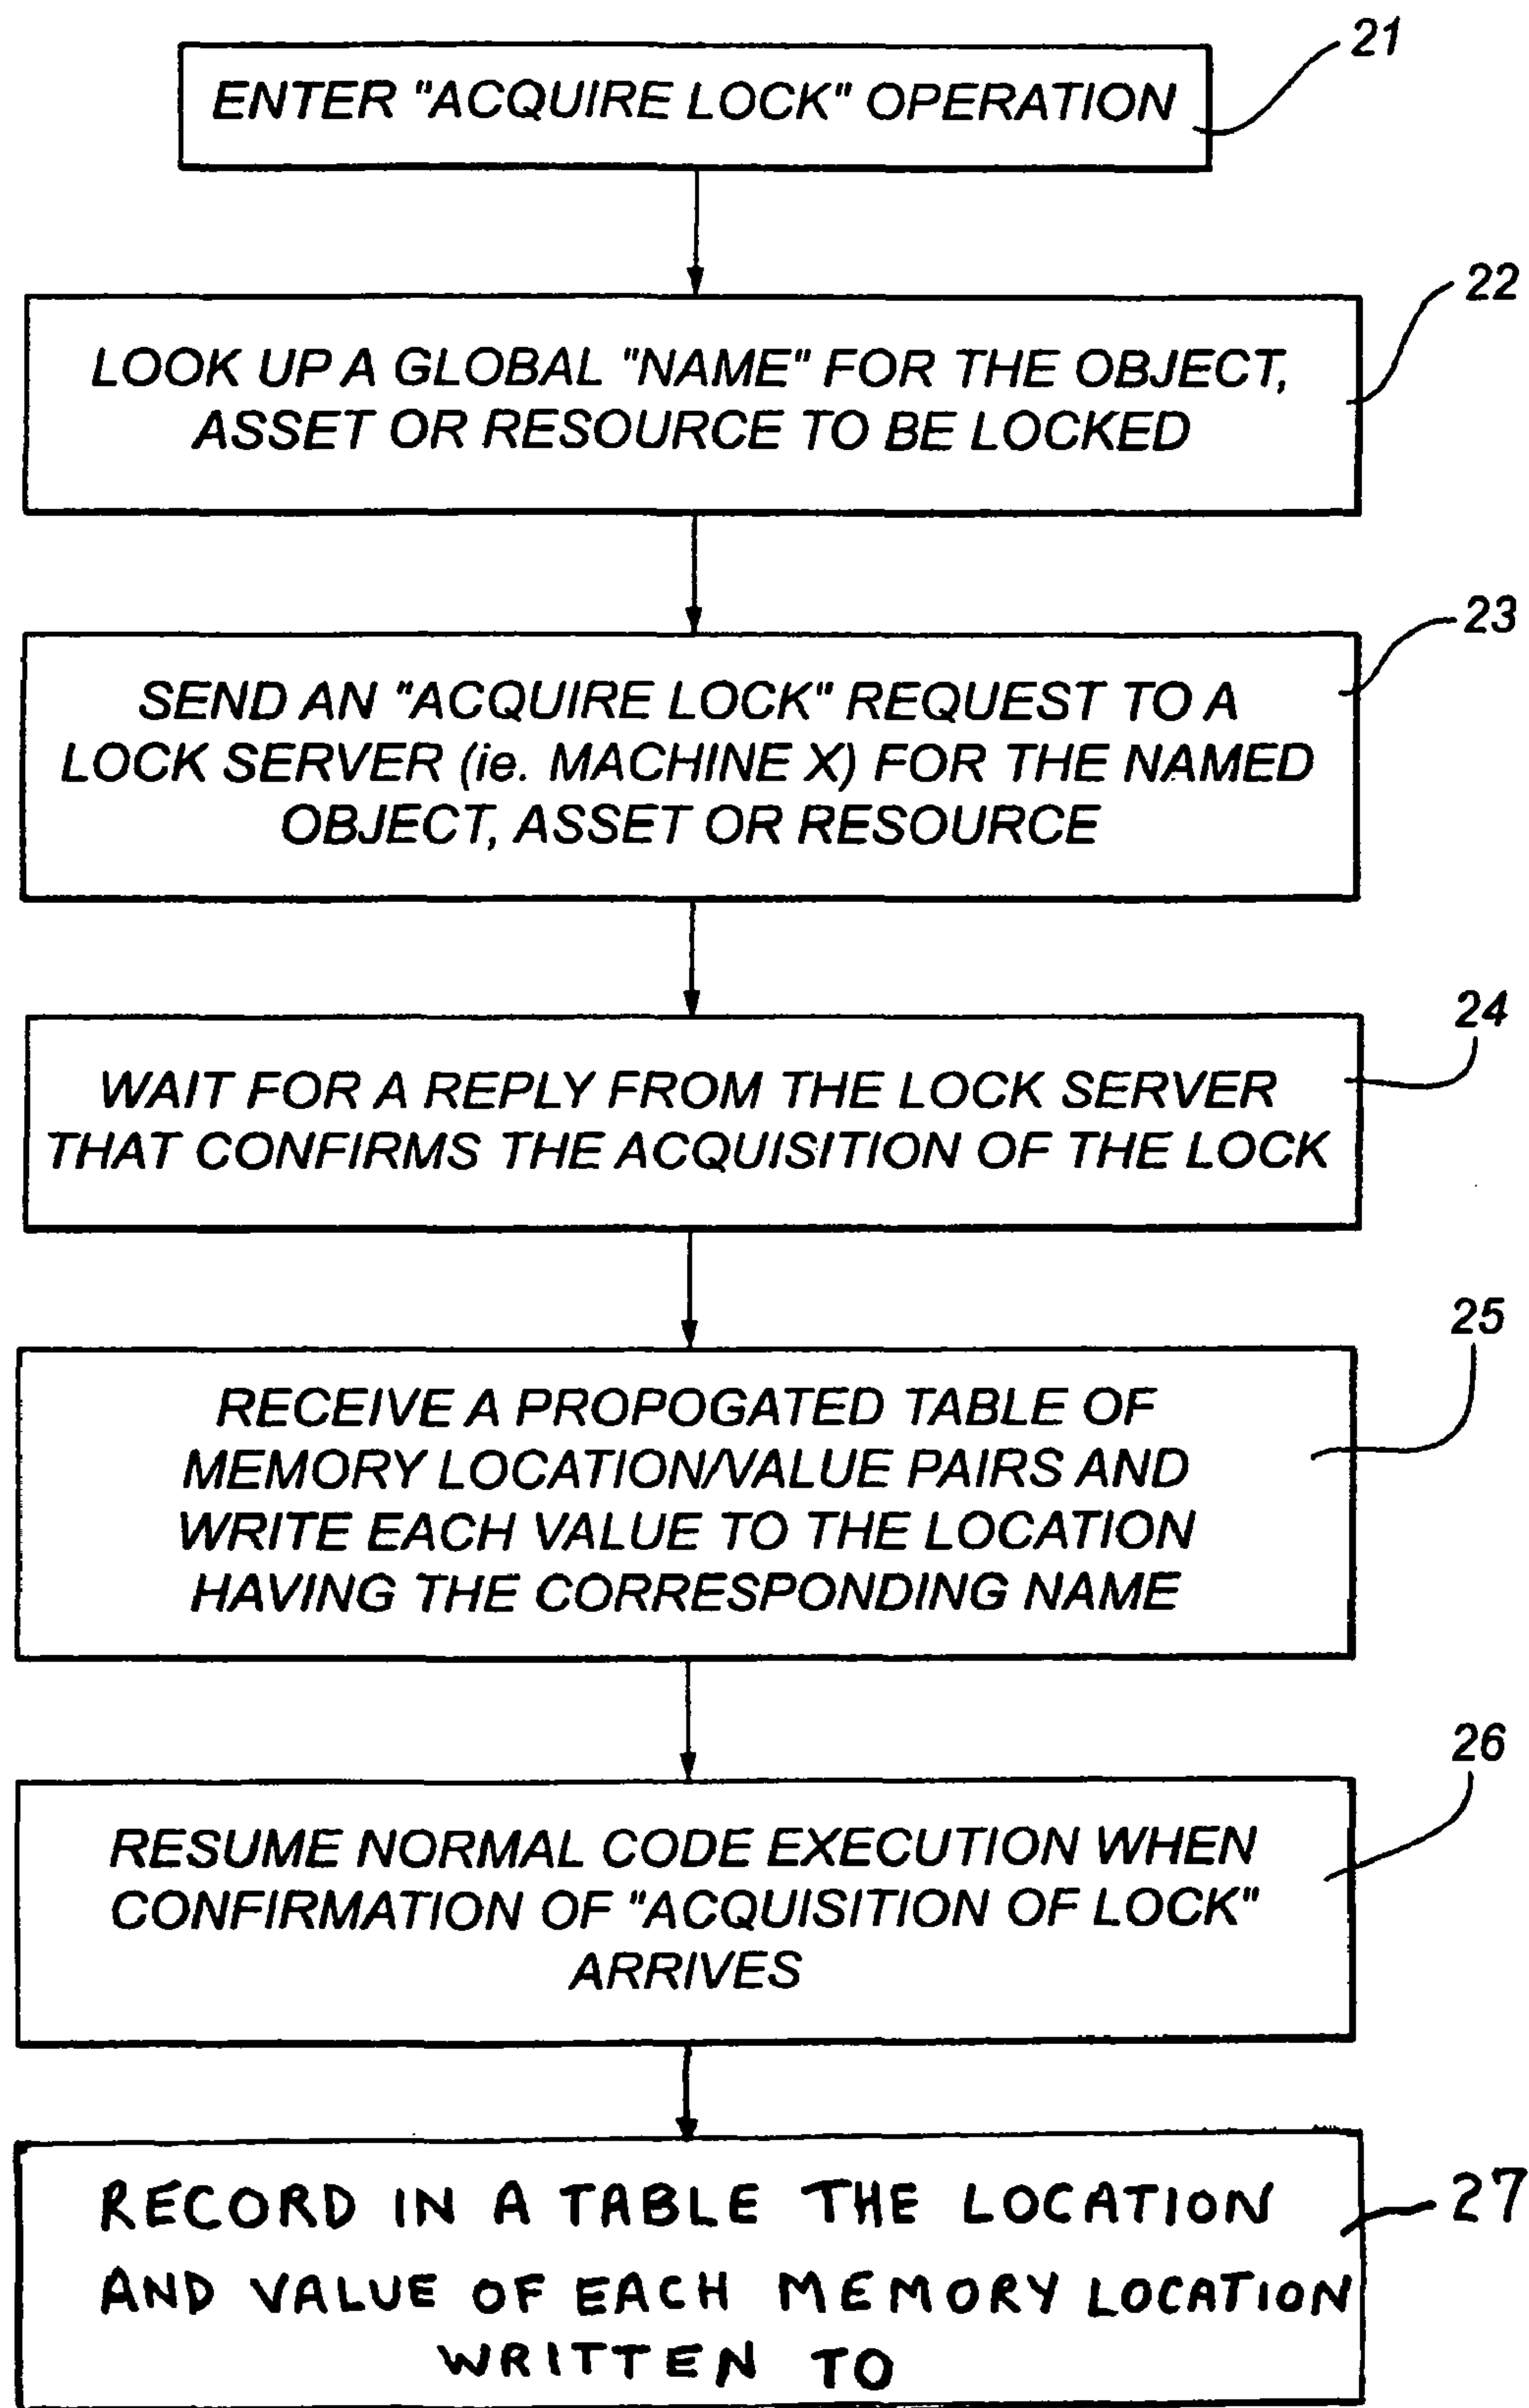 21
ENTER "ACQUIRE LOCK" OPERATION
22
LOOK UP A GLOBAL "NAME" FOR THE OBJECT,
ASSET OR RESOURCE TO BE LOCKED
23
SEND AN "ACQUIRE LOCK" REQUEST TO A
LOCK SERVER (ie. MACHINE X) FOR THE NAMED
OBJECT, ASSET OR RESOURCE
24
WAIT FOR A REPLY FROM THE LOCK SERVER
THAT CONFIRMS THE ACQUISITION OF THE LOCK
25
RECEIVE A PROPOGATED TABLE OF
MEMORY LOCATION/VALUE PAIRS AND
WRITE EACH VALUE TO THE LOCATION
HAVING THE CORRESPONDING NAME
26
RESUME NORMAL CODE EXECUTION WHEN
CONFIRMATION OF "ACQUISITION OF LOCK"
ARRIVES
27
RECORD IN A TABLE THE LOCATION
AND VALUE OF EACH MEMORY LOCATION
WRITTEN TO